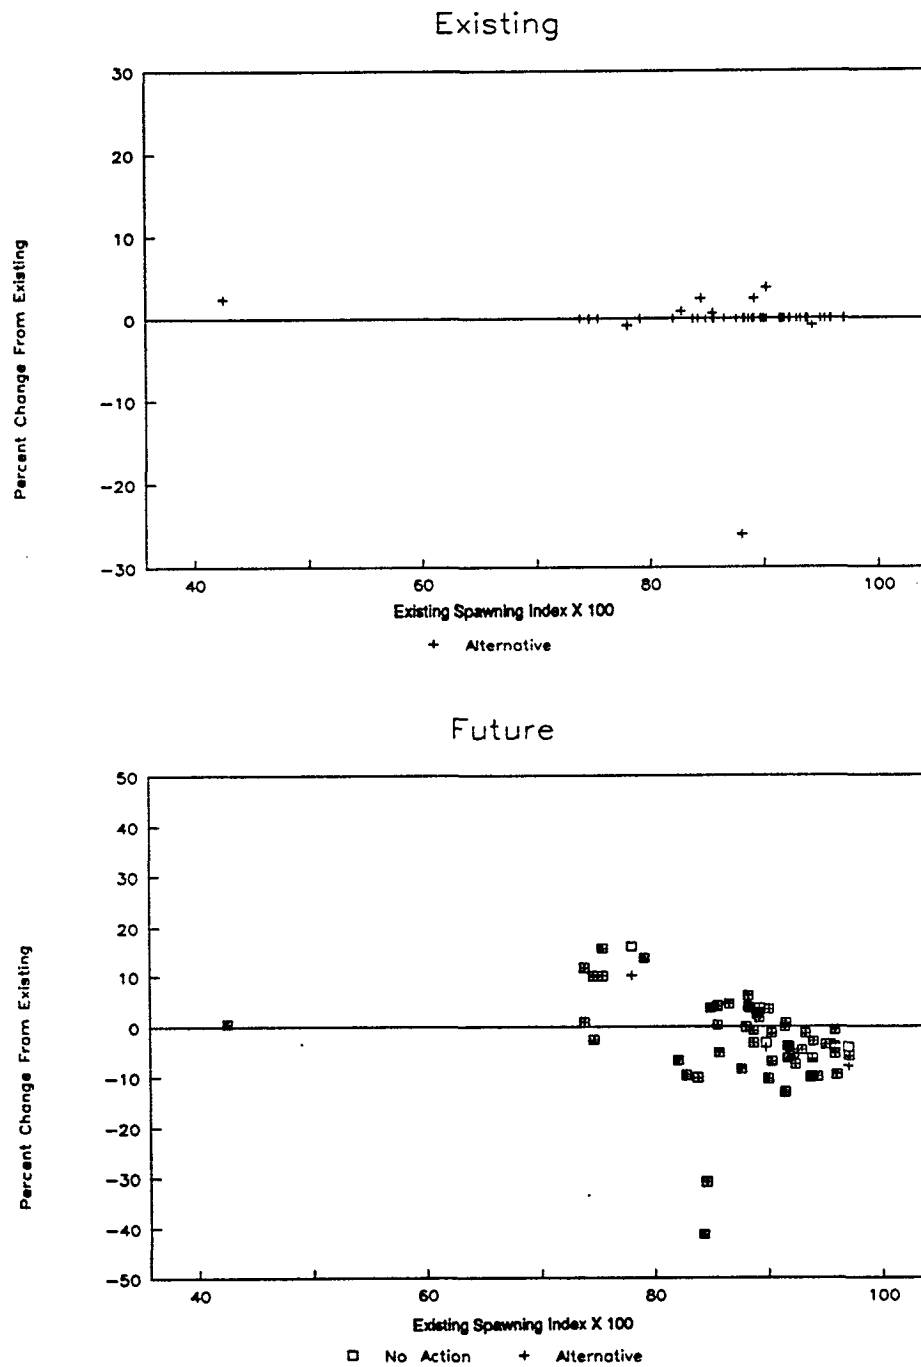 Existing
30
20
10
0
-10
-20
-30
Percent Change From Existing
40 60 80 100
Existing Spawning Index X 100
+ Alternative
Future
50
40
30
20
10
0
-10
-20
-30
-40
-50
Percent Change From Existing
40 60 80 100
Existing Spawning Index X 100
□ No Action + Alternative